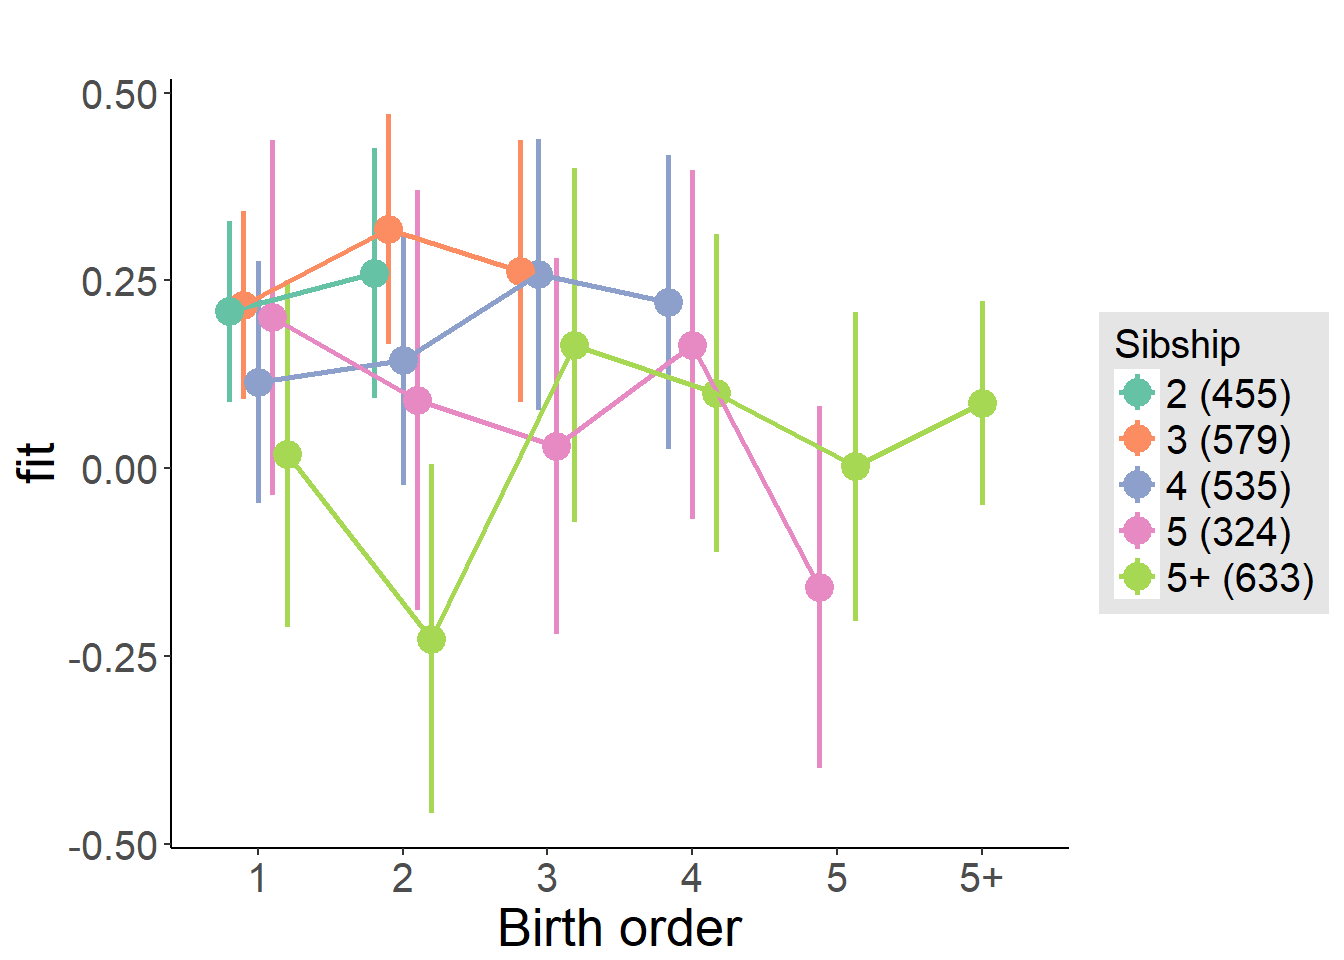 0.50
0.25
0.00
-0.25
-0.50
fit
1 2 3 4 5 5+
Birth order
Sibship
2 (455)
3 (579)
4 (535)
5 (324)
5+ (633)